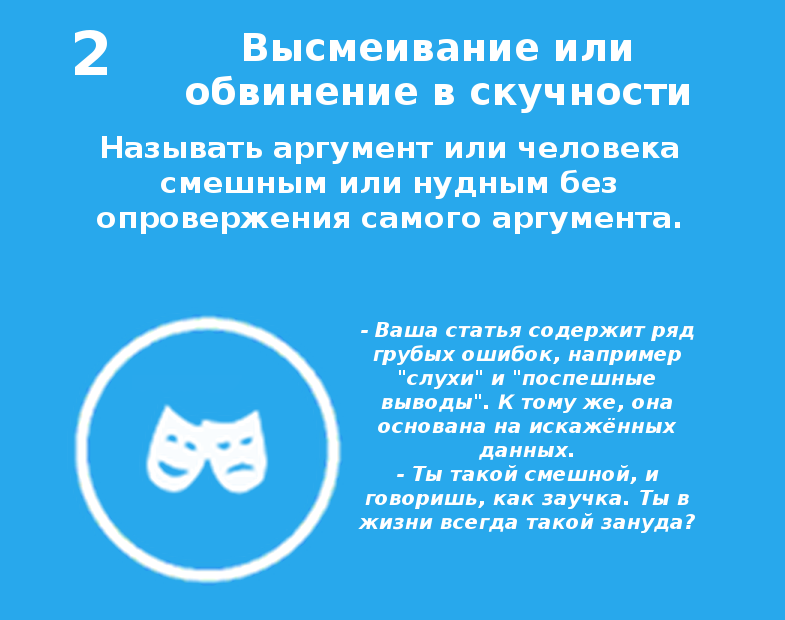 2
Высмеивание или
обвинение в скучности
Называть аргумент или человека
смешным или нудным без
опровержения самого аргумента.
- Ваша статья содержит ряд
грубых ошибок, например
"слухи" и "поспешные
выводы". К тому же, она
основана на искажённых
данных.
- Ты такой смешной, и
говоришь, как заучка. Ты в
жизни всегда такой зануда?